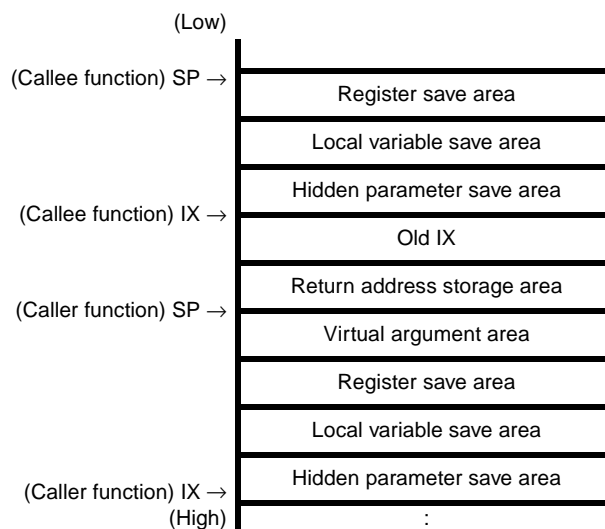 (Low)
(Callee function) SP →
Register save area
Local variable save area
Hidden parameter save area
(Callee function) IX →
Old IX
Return address storage area
(Caller function) SP →
Virtual argument area
Register save area
Local variable save area
Hidden parameter save area
(Caller function) IX →
(High)
: